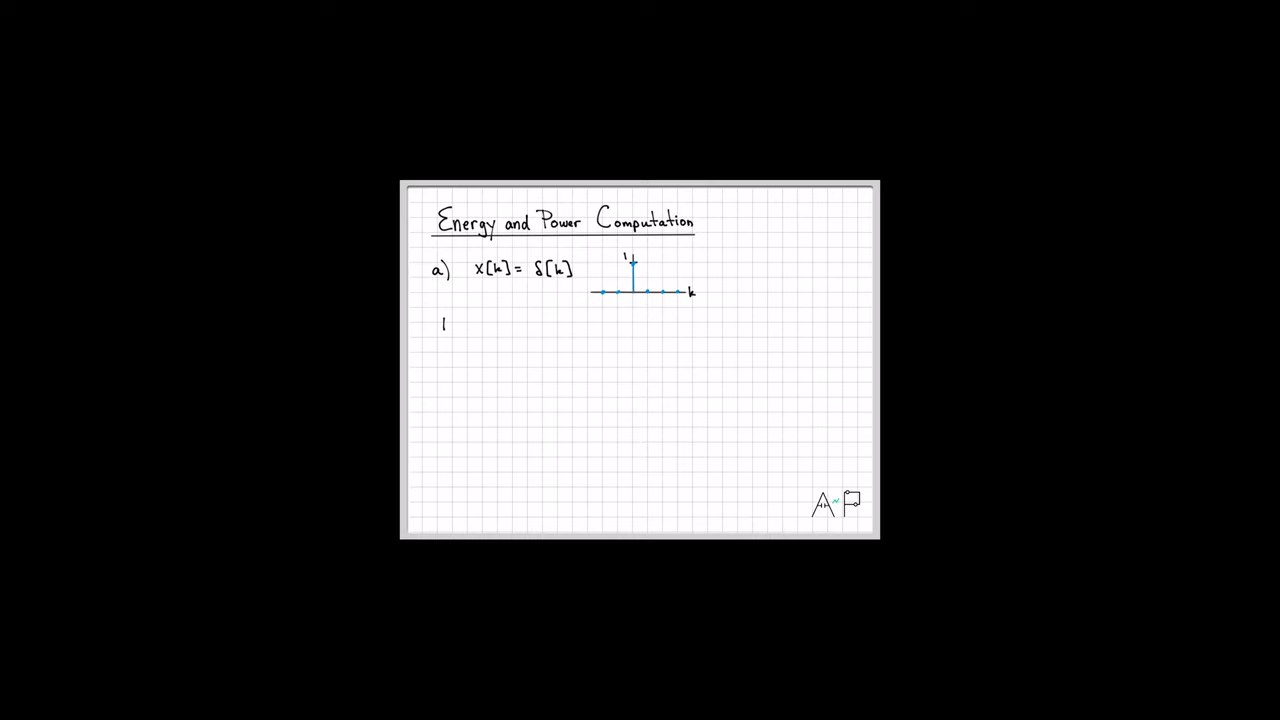 Energy and Power Computation
a) x[k] = δ[k]
1
k
A~P